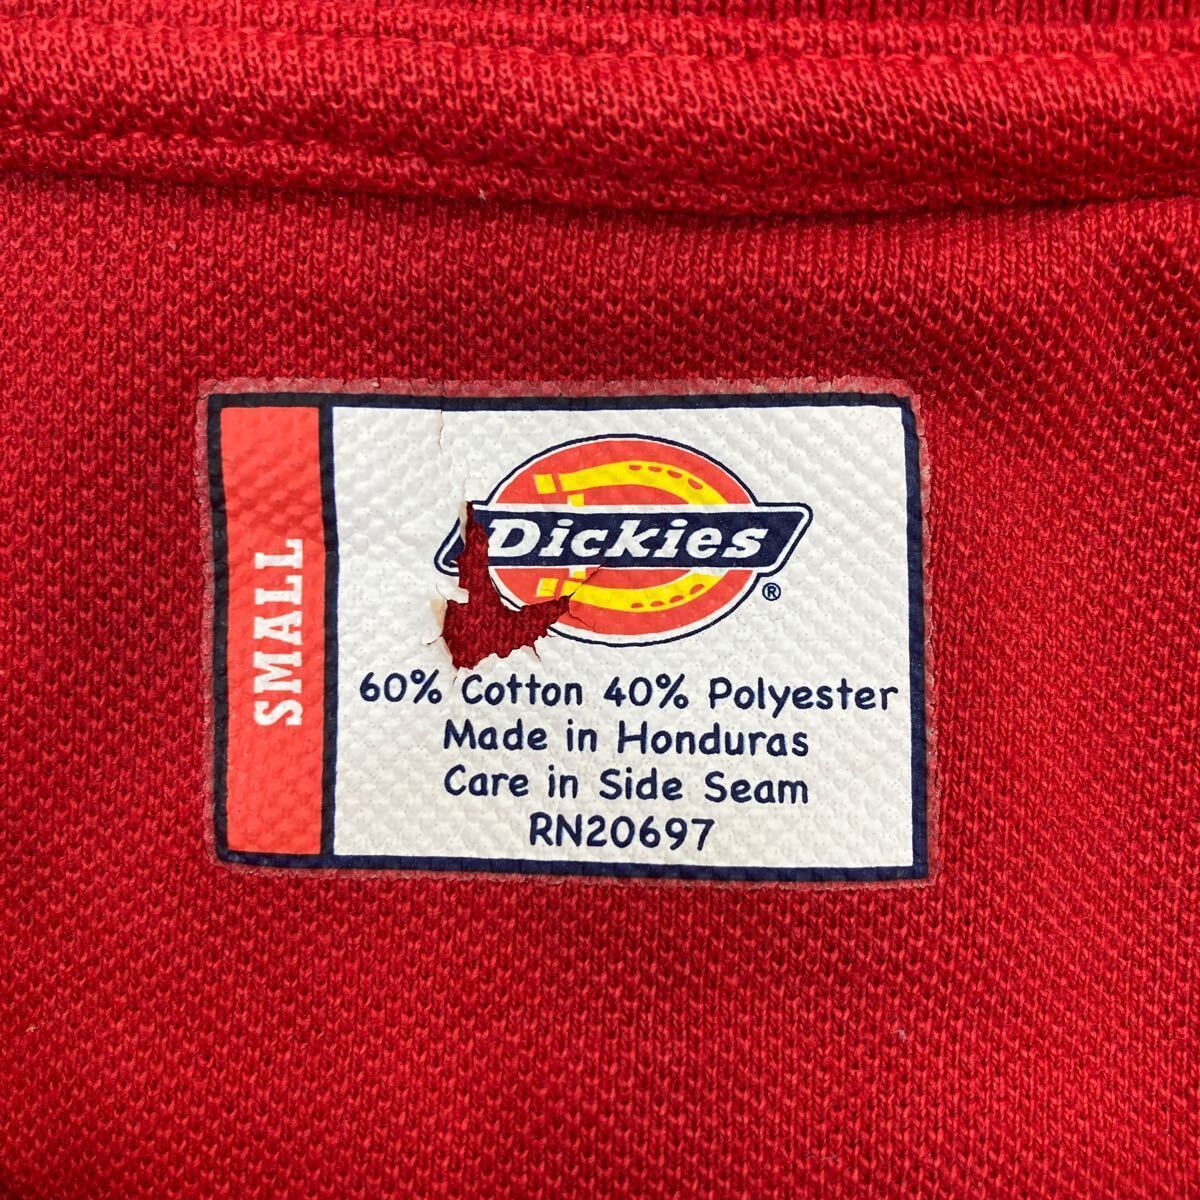 SMALL
Dickies
®
60% Cotton 40% Polyester
Made in Honduras
Care in Side Seam
RN20697